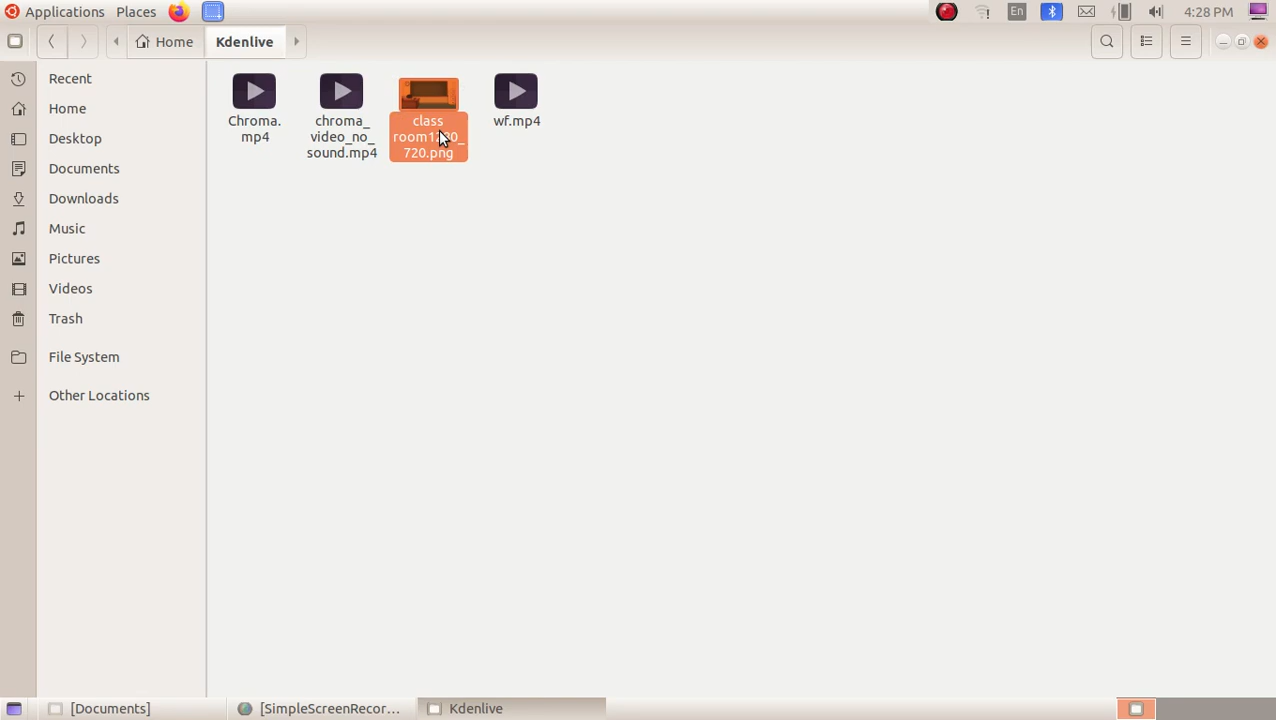 Applications Places En 4:28 PM
Home Kdenlive
Recent
Home
Desktop
Documents
Downloads
Music
Pictures
Videos
Trash
File System
Other Locations
Chroma.
mp4
chroma_
video_no_
sound.mp4
class
720.png
wf.mp4
[Documents] [SimpleScreenRecor... Kdenlive